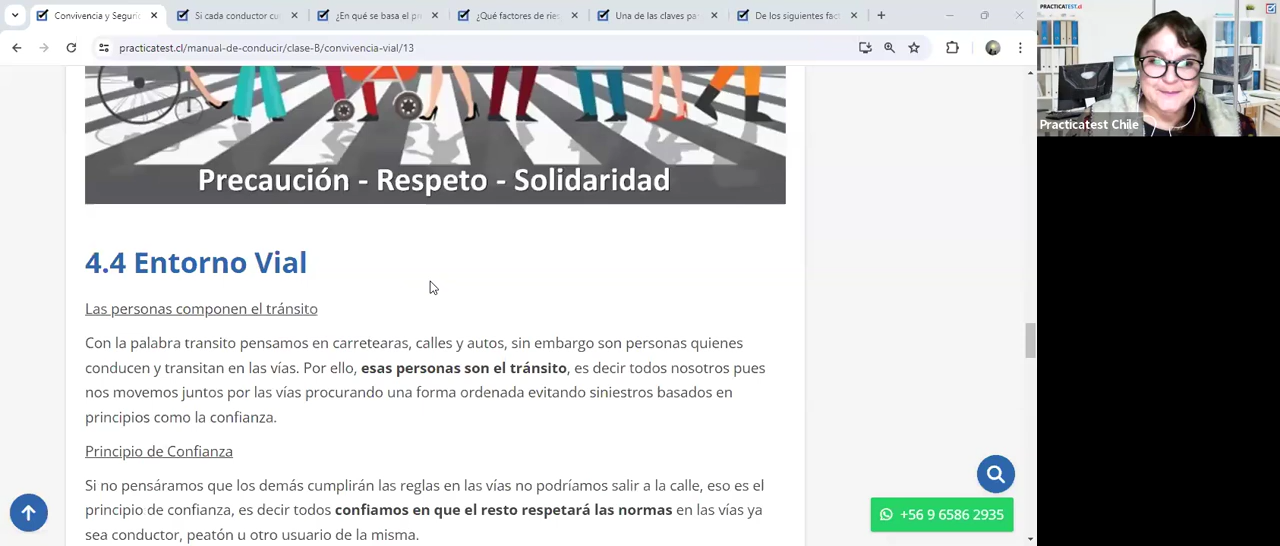 Convivencia y Seguri
Si cada conductor cu
¿En qué se basa el pr
¿Qué factores de rie
Una de las claves pa
De los siguientes fact
practicatest.cl/manual-de-conducir/clase-B/convivencia-vial/13
PRACTICATEST.cl
Practicatest Chile
Precaución - Respeto - Solidaridad
4.4 Entorno Vial
Las personas componen el tránsito
Con la palabra transito pensamos en carretearas, calles y autos, sin embargo son personas quienes
conducen y transitan en las vías. Por ello, esas personas son el tránsito, es decir todos nosotros pues
nos movemos juntos por las vías procurando una forma ordenada evitando siniestros basados en
principios como la confianza.
Principio de Confianza
Si no pensáramos que los demás cumplirán las reglas en las vías no podríamos salir a la calle, eso es el
principio de confianza, es decir todos confiamos en que el resto respetará las normas en las vías ya
sea conductor, peatón u otro usuario de la misma.
+56 9 6586 2935